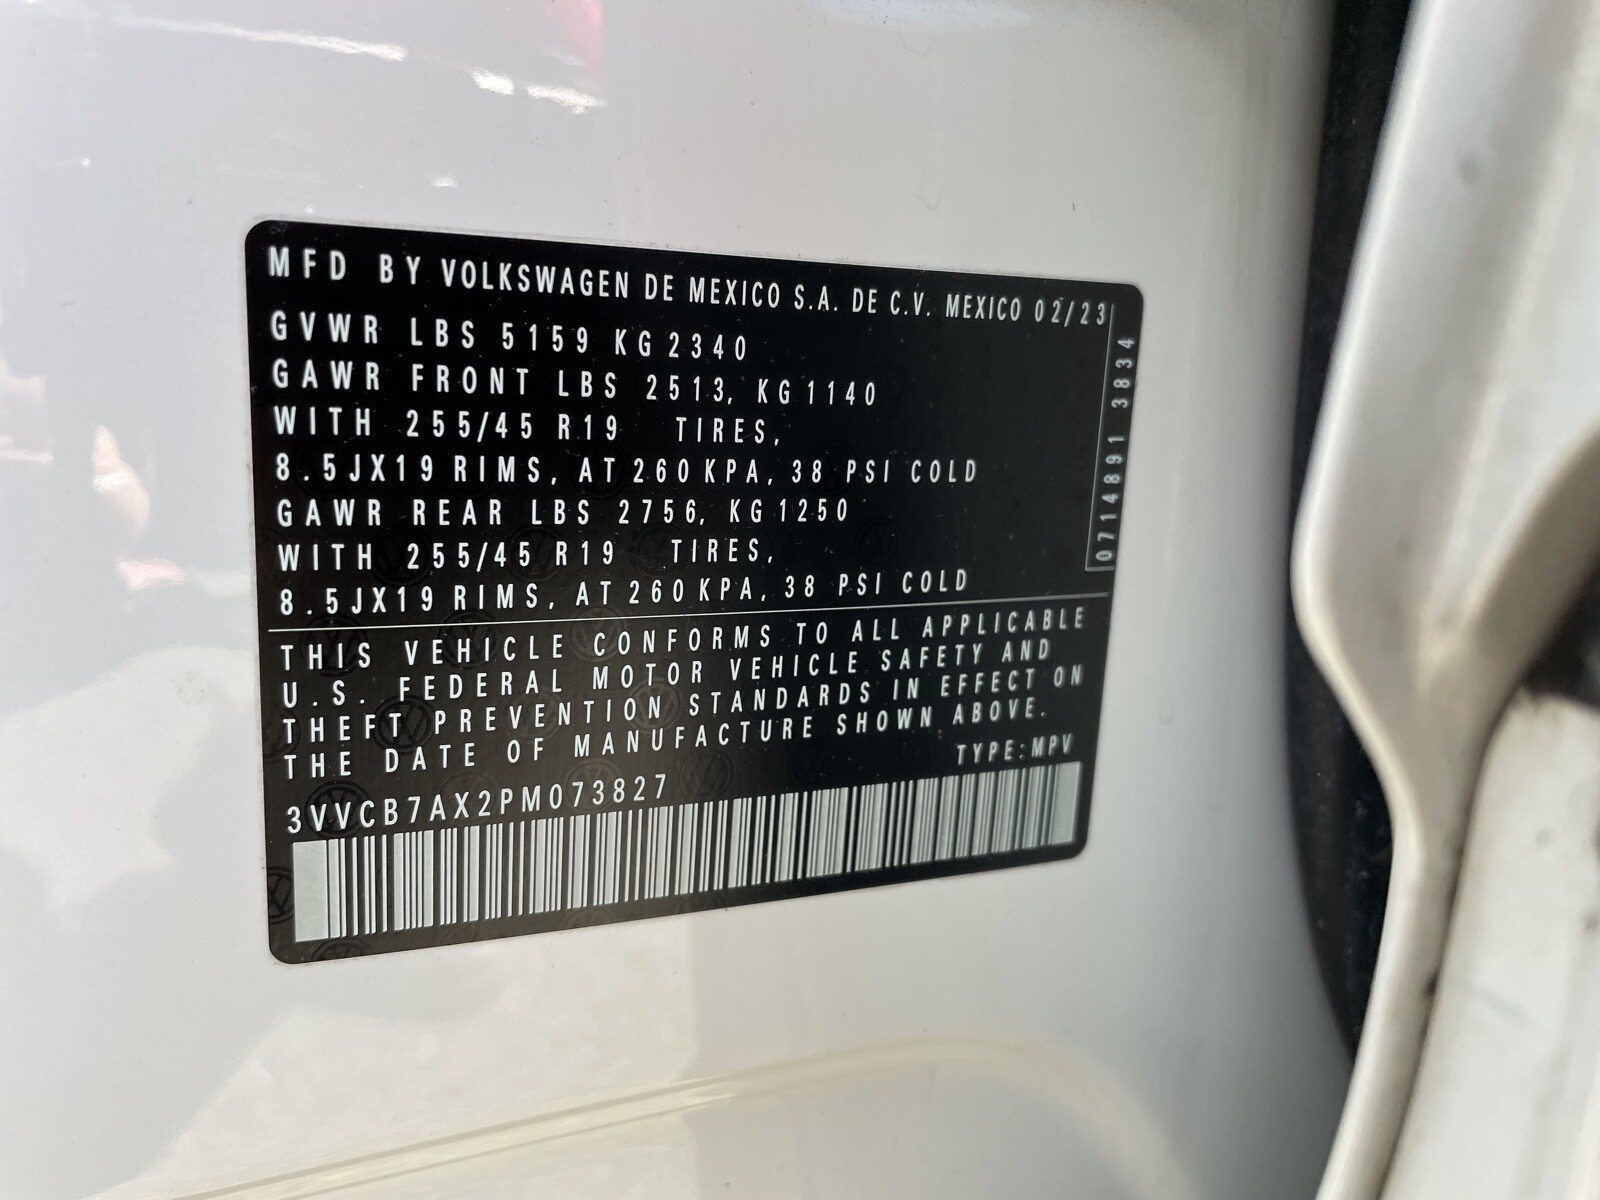 MFD BY VOLKSWAGEN DE MEXICO S.A. DE C.V. MEXICO 02/23
GVWR LBS 5159 KG 2340
GAWR FRONT LBS 2513, KG 1140
WITH 255/45 R19 TIRES,
8.5JX19 RIMS, AT 260 KPA, 38 PSI COLD
GAWR REAR LBS 2756, KG 1250
WITH 255/45 R19 TIRES,
8.5JX19 RIMS, AT 260 KPA, 38 PSI COLD
0714891 3834
THIS VEHICLE CONFORMS TO ALL APPLICABLE
U.S. FEDERAL MOTOR VEHICLE SAFETY AND
THEFT PREVENTION STANDARDS IN EFFECT ON
THE DATE OF MANUFACTURE SHOWN ABOVE.
TYPE:MPV
3VVCB7AX2PM073827